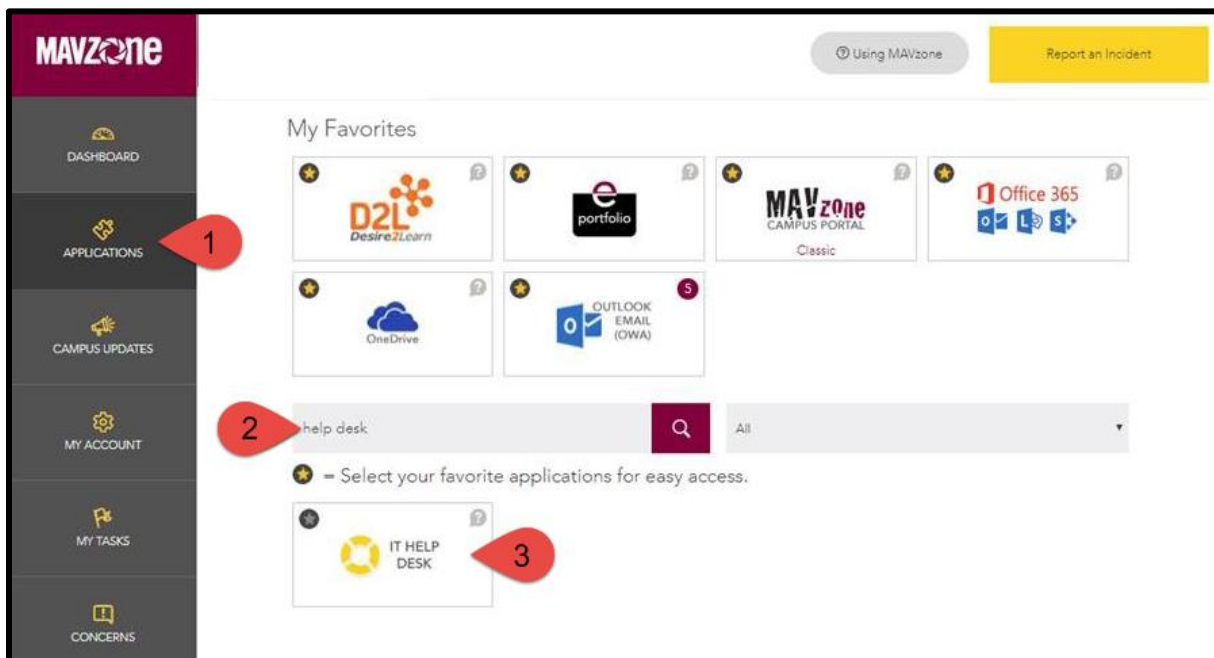 MAVZONE
Using MAVzone
Report an Incident
DASHBOARD
APPLICATIONS
CAMPUS UPDATES
MY ACCOUNT
MY TASKS
CONCERNS
1
My Favorites
D2L
Desire2Learn
e
portfolio
MAVzone
CAMPUS PORTAL
Classic
Office 365
OneDrive
OUTLOOK
EMAIL
(OWA)
5
2
help desk
All
= Select your favorite applications for easy access.
IT HELP
DESK
3